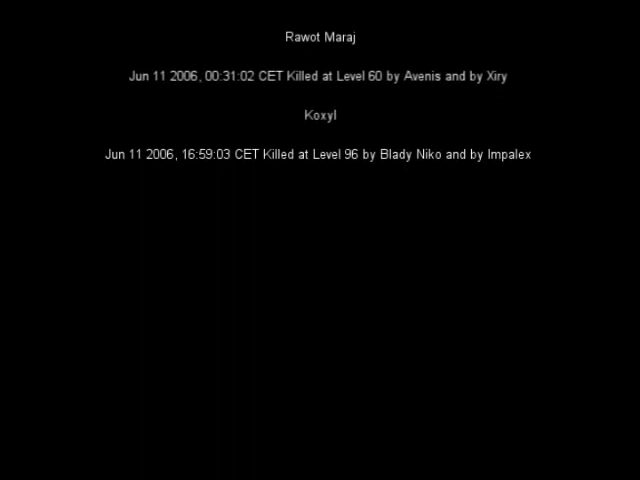 Rawot Maraj
Jun 11 2006, 00:31:02 CET Killed at Level 60 by Avenis and by Xiry
Koxyl
Jun 11 2006, 16:59:03 CET Killed at Level 96 by Blady Niko and by Impalex